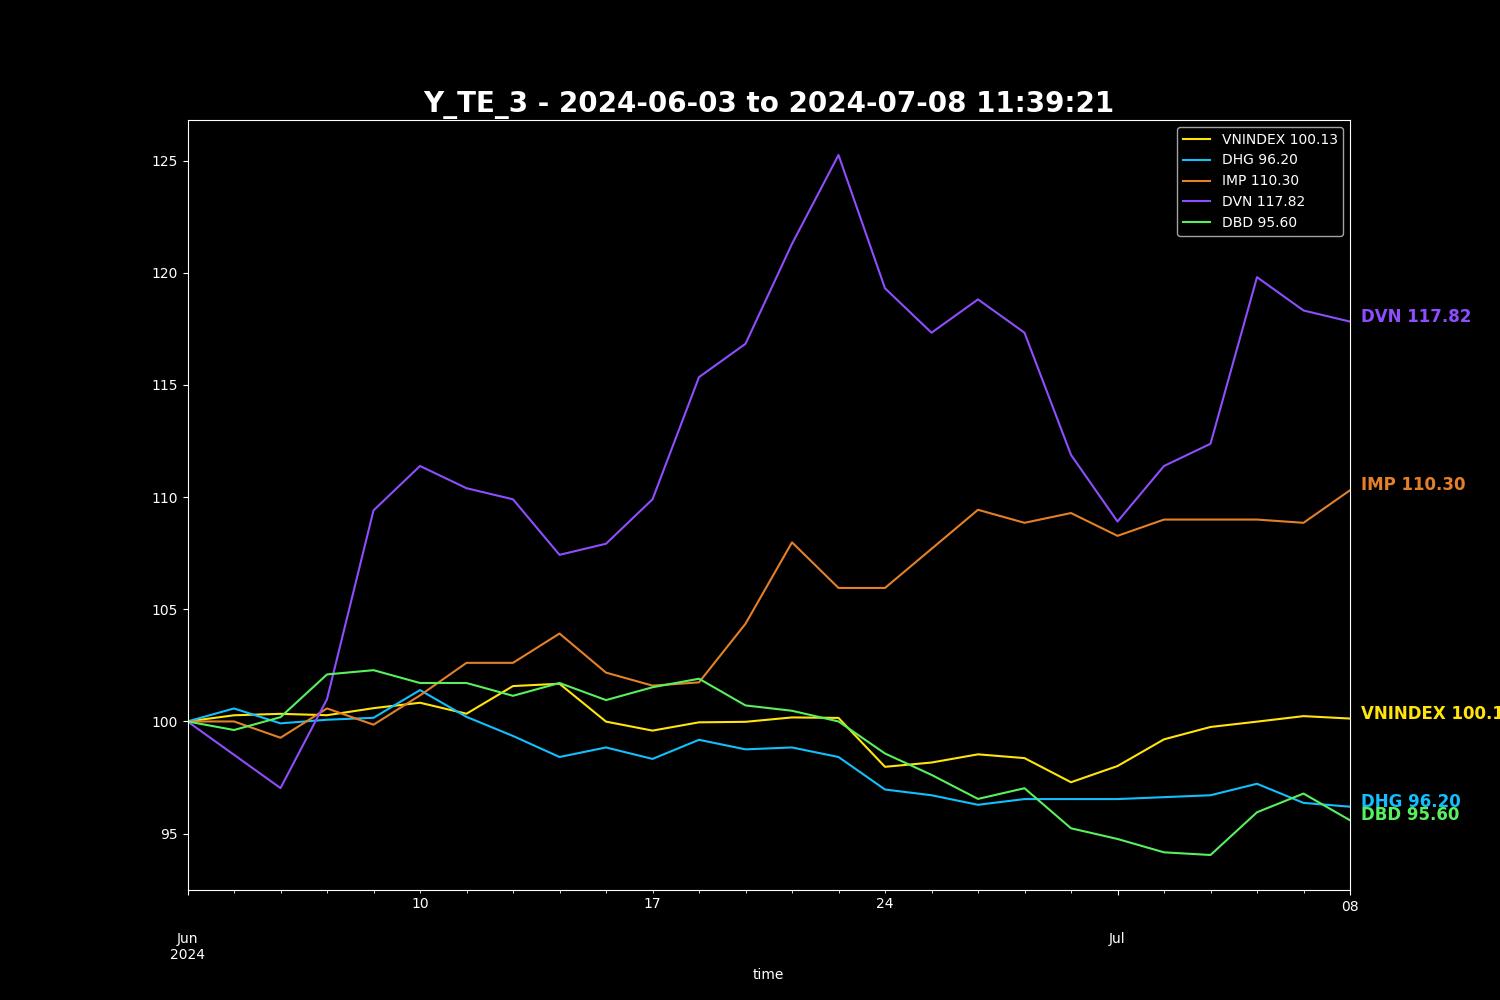 Y_TE_3 - 2024-06-03 to 2024-07-08 11:39:21
VNINDEX 100.13
DHG 96.20
IMP 110.30
DVN 117.82
DBD 95.60
125
120
115
110
105
100
95
DVN 117.82
IMP 110.30
VNINDEX 100.1
DHG 96.20
DBD 95.60
10
17
24
08
Jun
2024
Jul
time